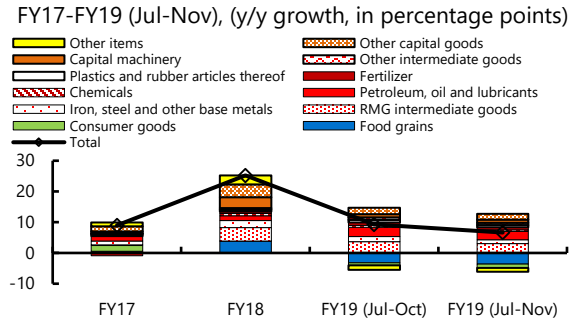 FY17-FY19 (Jul-Nov), (y/y growth, in percentage points)
Other items
Other capital goods
Capital machinery
Other intermediate goods
Plastics and rubber articles thereof
Fertilizer
Chemicals
Petroleum, oil and lubricants
Iron, steel and other base metals
RMG intermediate goods
Consumer goods
Food grains
Total
30
20
10
0
-10
FY17
FY18
FY19 (Jul-Oct)
FY19 (Jul-Nov)